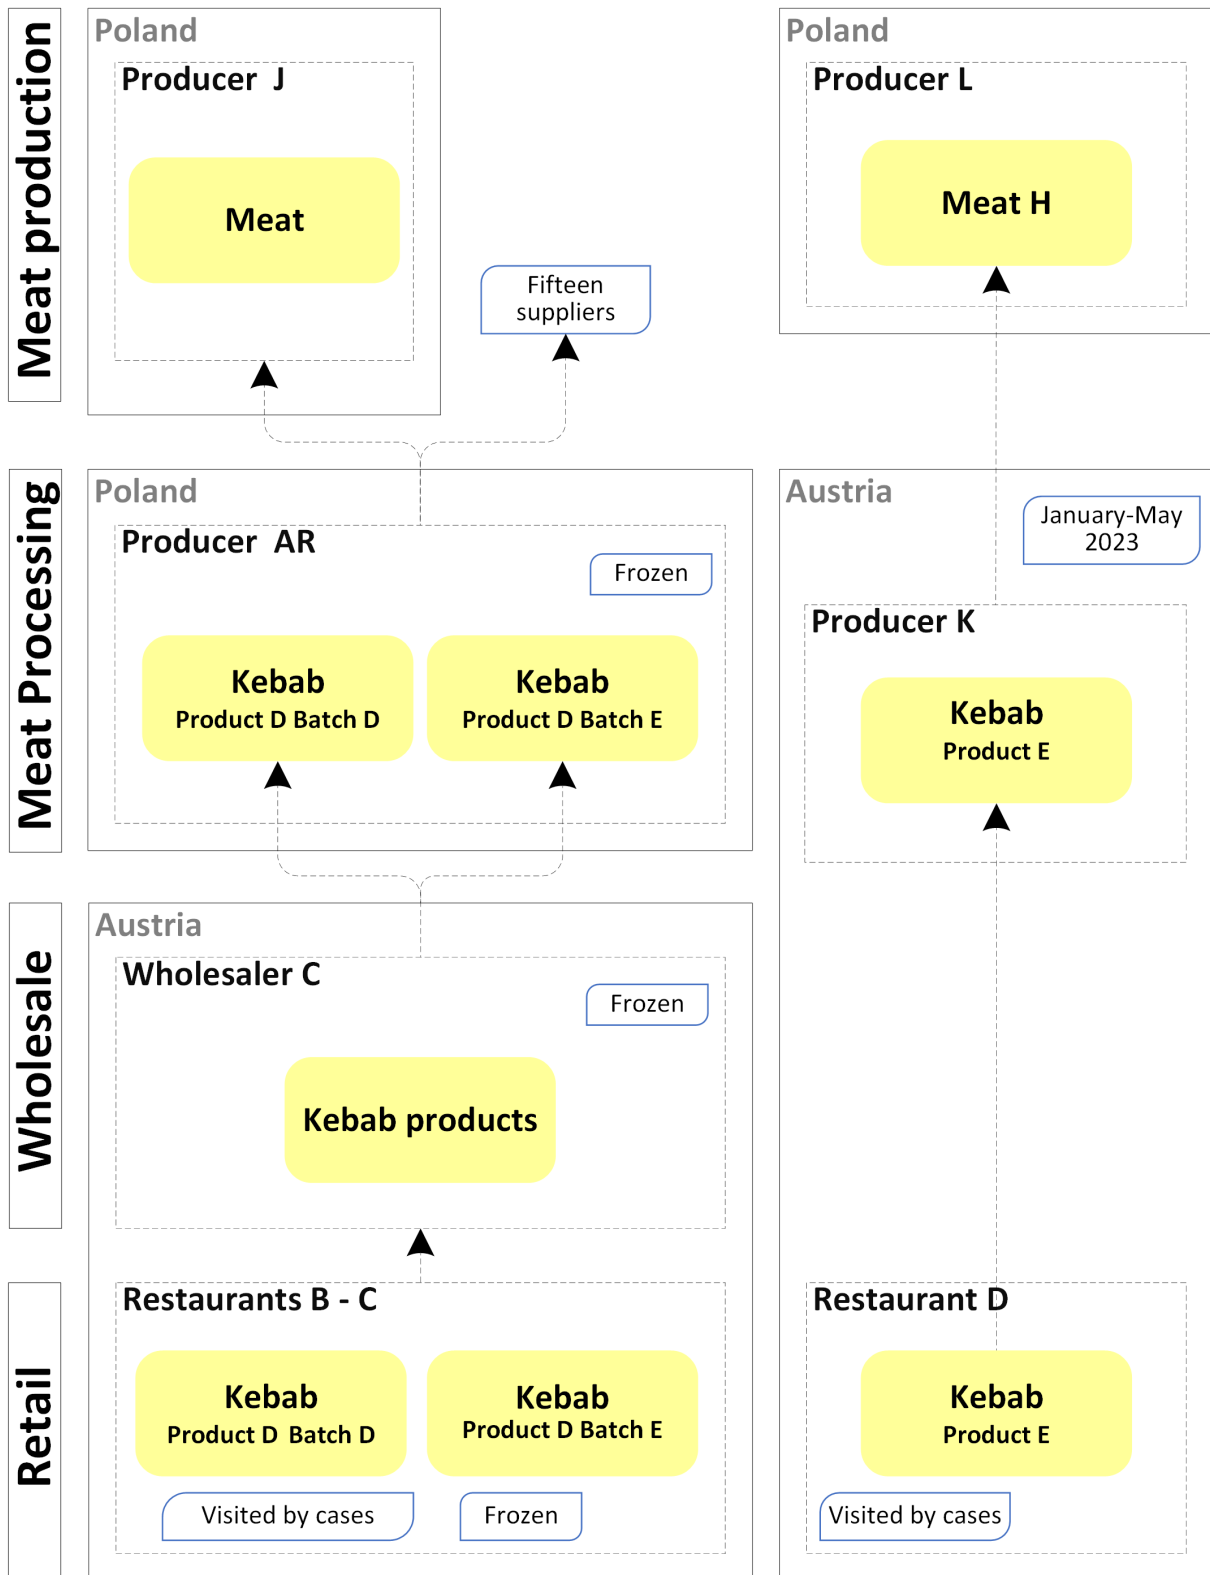 Meat production
Poland
Producer J
Meat
Fifteen
suppliers
Poland
Producer L
Meat H
Meat Processing
Poland
Producer AR
Frozen
Kebab
Product D Batch D
Kebab
Product D Batch E
Austria
January-May
2023
Producer K
Kebab
Product E
Wholesale
Austria
Wholesaler C
Frozen
Kebab products
Retail
Restaurants B - C
Kebab
Product D Batch D
Kebab
Product D Batch E
Visited by cases
Frozen
Restaurant D
Kebab
Product E
Visited by cases